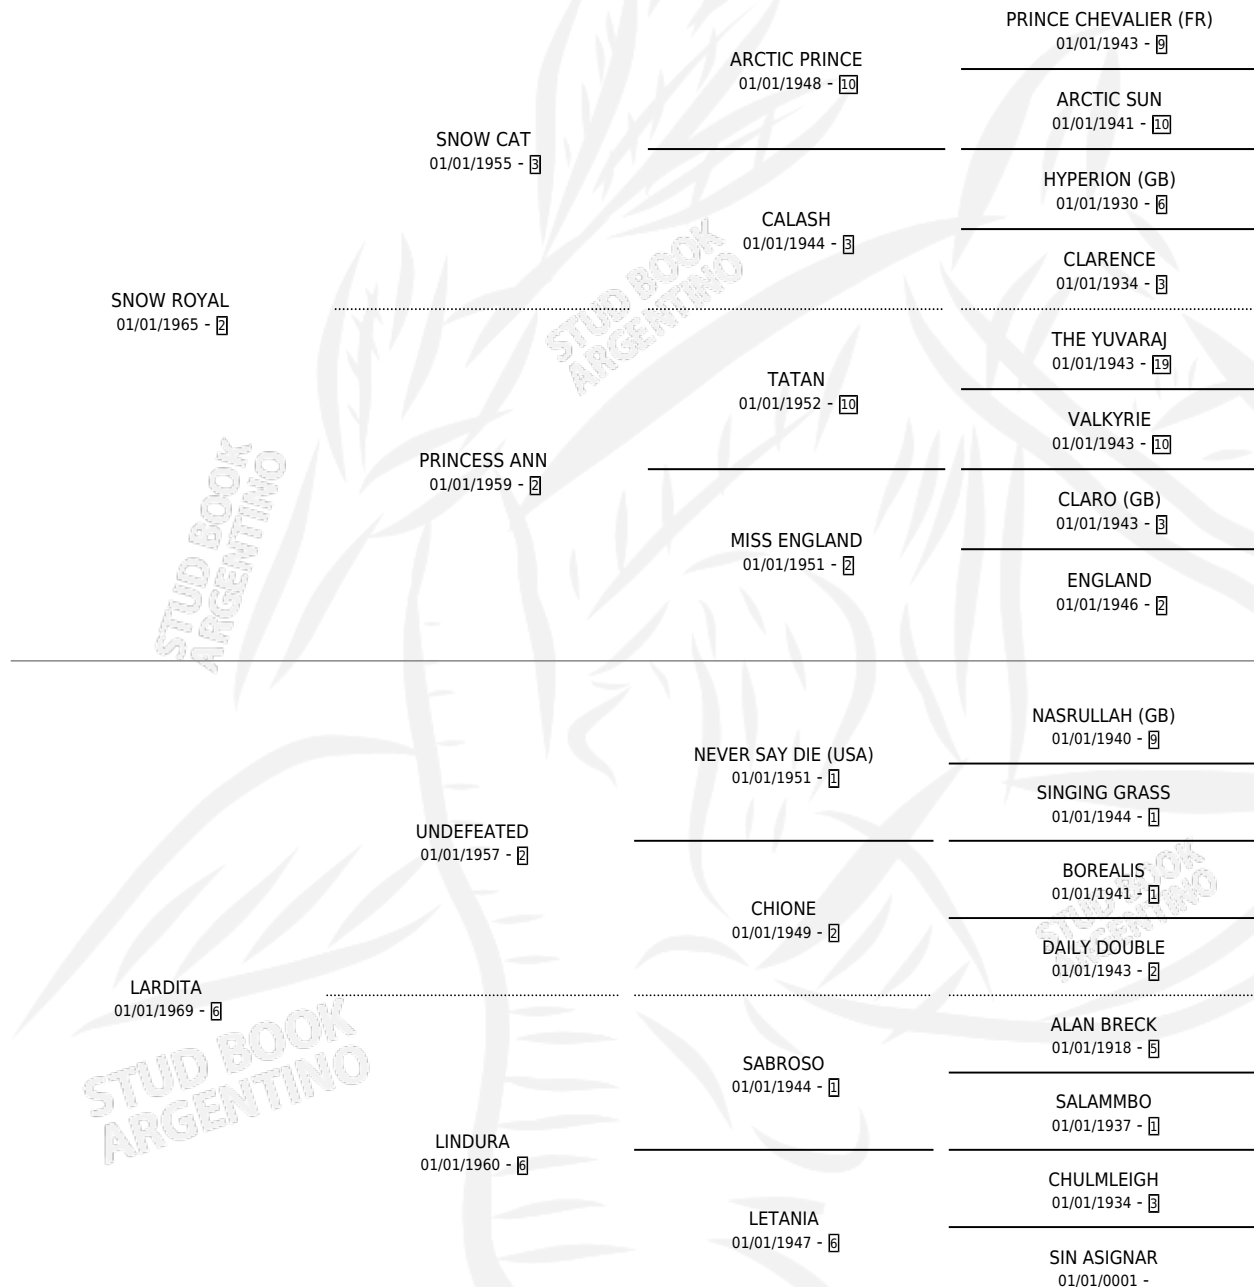 PRINCE CHEVALIER (FR)
01/01/1943 - 9
ARCTIC PRINCE
01/01/1948 - 10
ARCTIC SUN
01/01/1941 - 10
SNOW CAT
01/01/1955 - 3
HYPERION (GB)
01/01/1930 - 6
CALASH
01/01/1944 - 3
CLARENCE
01/01/1934 - 3
SNOW ROYAL
01/01/1965 - 2
THE YUVARAJ
01/01/1943 - 19
TATAN
01/01/1952 - 10
VALKYRIE
01/01/1943 - 10
PRINCESS ANN
01/01/1959 - 2
CLARO (GB)
01/01/1943 - 3
MISS ENGLAND
01/01/1951 - 2
ENGLAND
01/01/1946 - 2
STUD BOOK
ARGENTINO
STUD BOOK
ARGENTINO
NASRULLAH (GB)
01/01/1940 - 9
NEVER SAY DIE (USA)
01/01/1951 - 1
SINGING GRASS
01/01/1944 - 1
UNDEFEATED
01/01/1957 - 2
BOREALIS
01/01/1941 - 1
CHIONE
01/01/1949 - 2
DAILY DOUBLE
01/01/1943 - 2
LARDITA
01/01/1969 - 6
ALAN BRECK
01/01/1918 - 5
SABROSO
01/01/1944 - 1
SALAMMBO
01/01/1937 - 1
LINDURA
01/01/1960 - 6
CHULMLEIGH
01/01/1934 - 3
LETANIA
01/01/1947 - 6
SIN ASIGNAR
01/01/0001 -
STUD BOOK
ARGENTINO
STUD BOOK
ARGENTINO